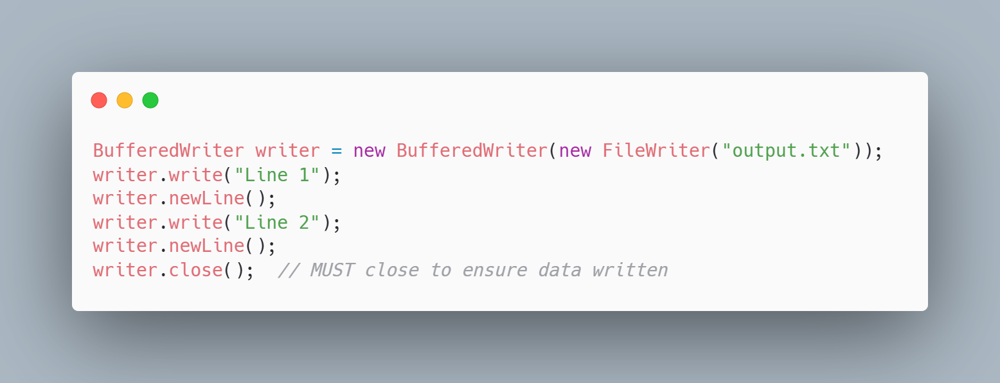 BufferedWriter writer = new BufferedWriter(new FileWriter("output.txt"));
writer.write("Line 1");
writer.newLine();
writer.write("Line 2");
writer.newLine();
writer.close();  // MUST close to ensure data written